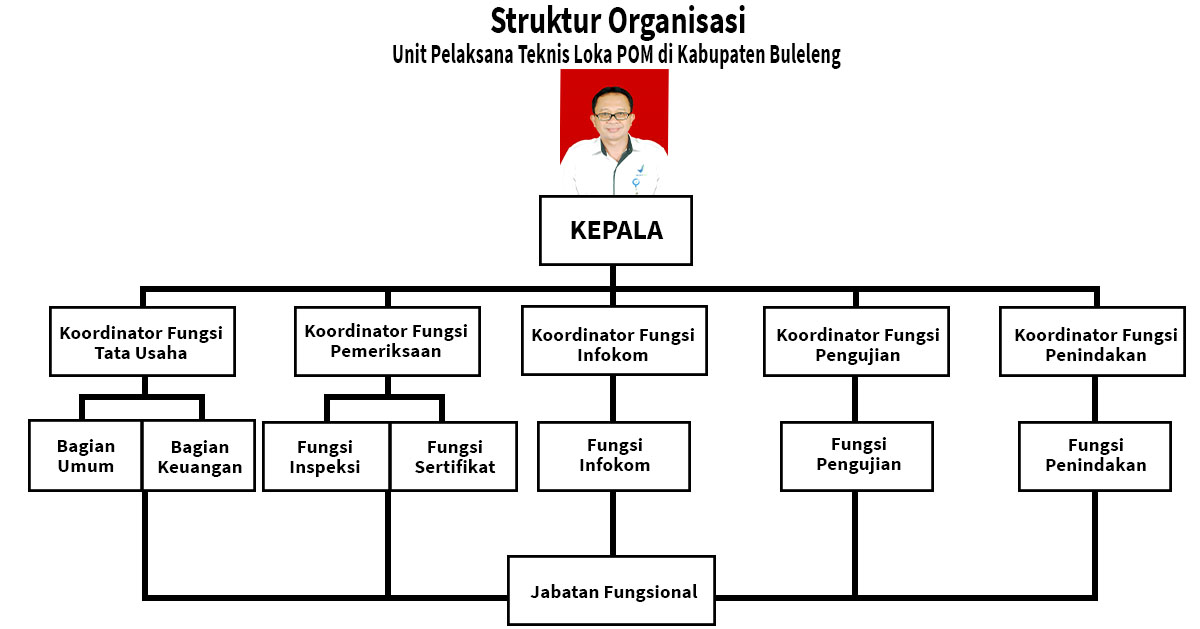 Struktur Organisasi
Unit Pelaksana Teknis Loka POM di Kabupaten Buleleng
KEPALA
Koordinator Fungsi
Tata Usaha
Koordinator Fungsi
Pemeriksaan
Koordinator Fungsi
Infokom
Koordinator Fungsi
Pengujian
Koordinator Fungsi
Penindakan
Bagian
Umum
Bagian
Keuangan
Fungsi
Inspeksi
Fungsi
Sertifikat
Fungsi
Infokom
Fungsi
Pengujian
Fungsi
Penindakan
Jabatan Fungsional